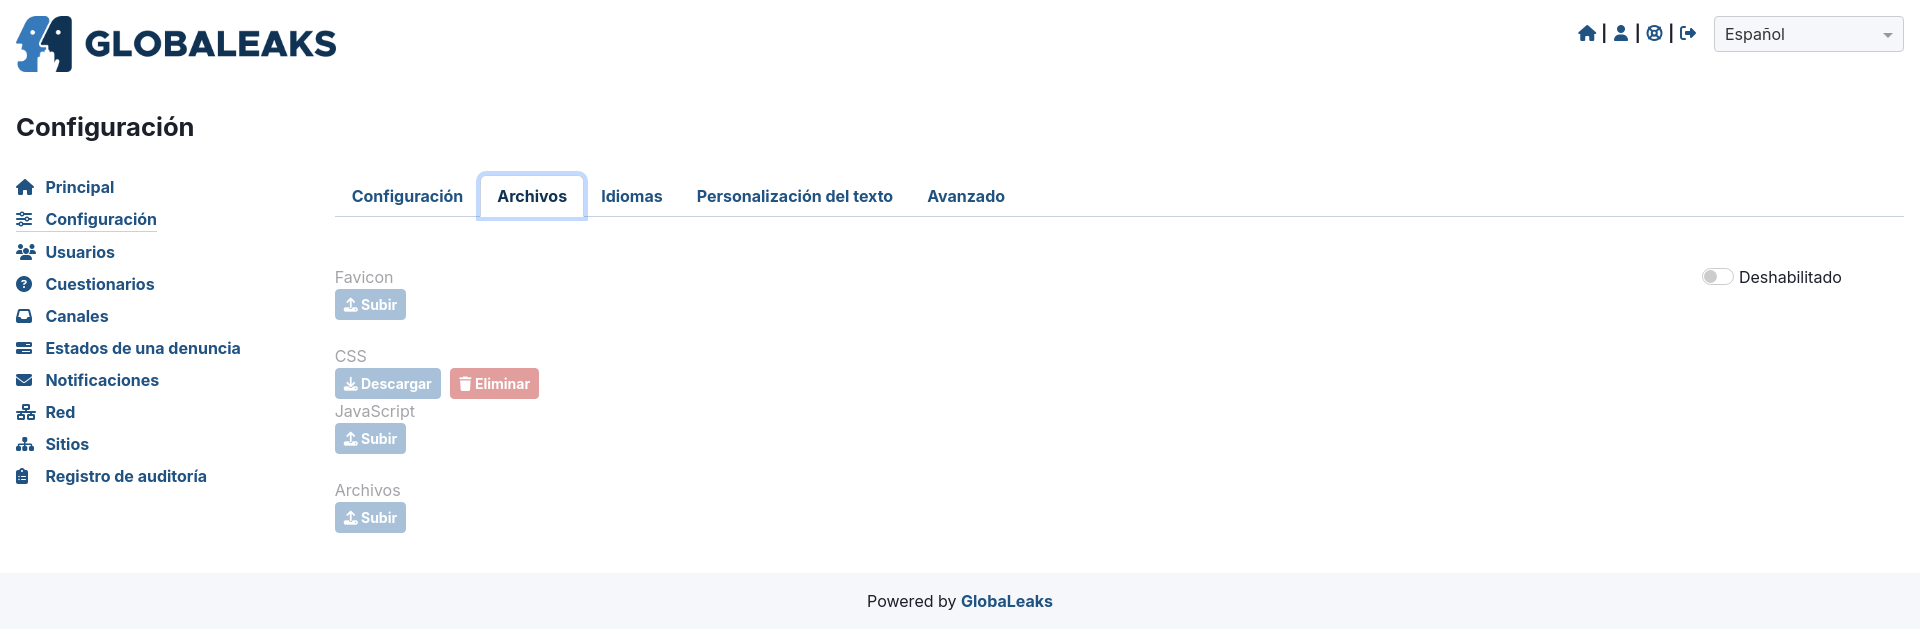 GLOBALEAKS
Español
Configuración
Principal
Configuración
Usuarios
Cuestionarios
Canales
Estados de una denuncia
Notificaciones
Red
Sitios
Registro de auditoría
Configuración Archivos Idiomas Personalización del texto Avanzado
Favicon
Deshabilitado
Subir
CSS
Descargar Eliminar
JavaScript
Subir
Archivos
Subir
Powered by GlobaLeaks